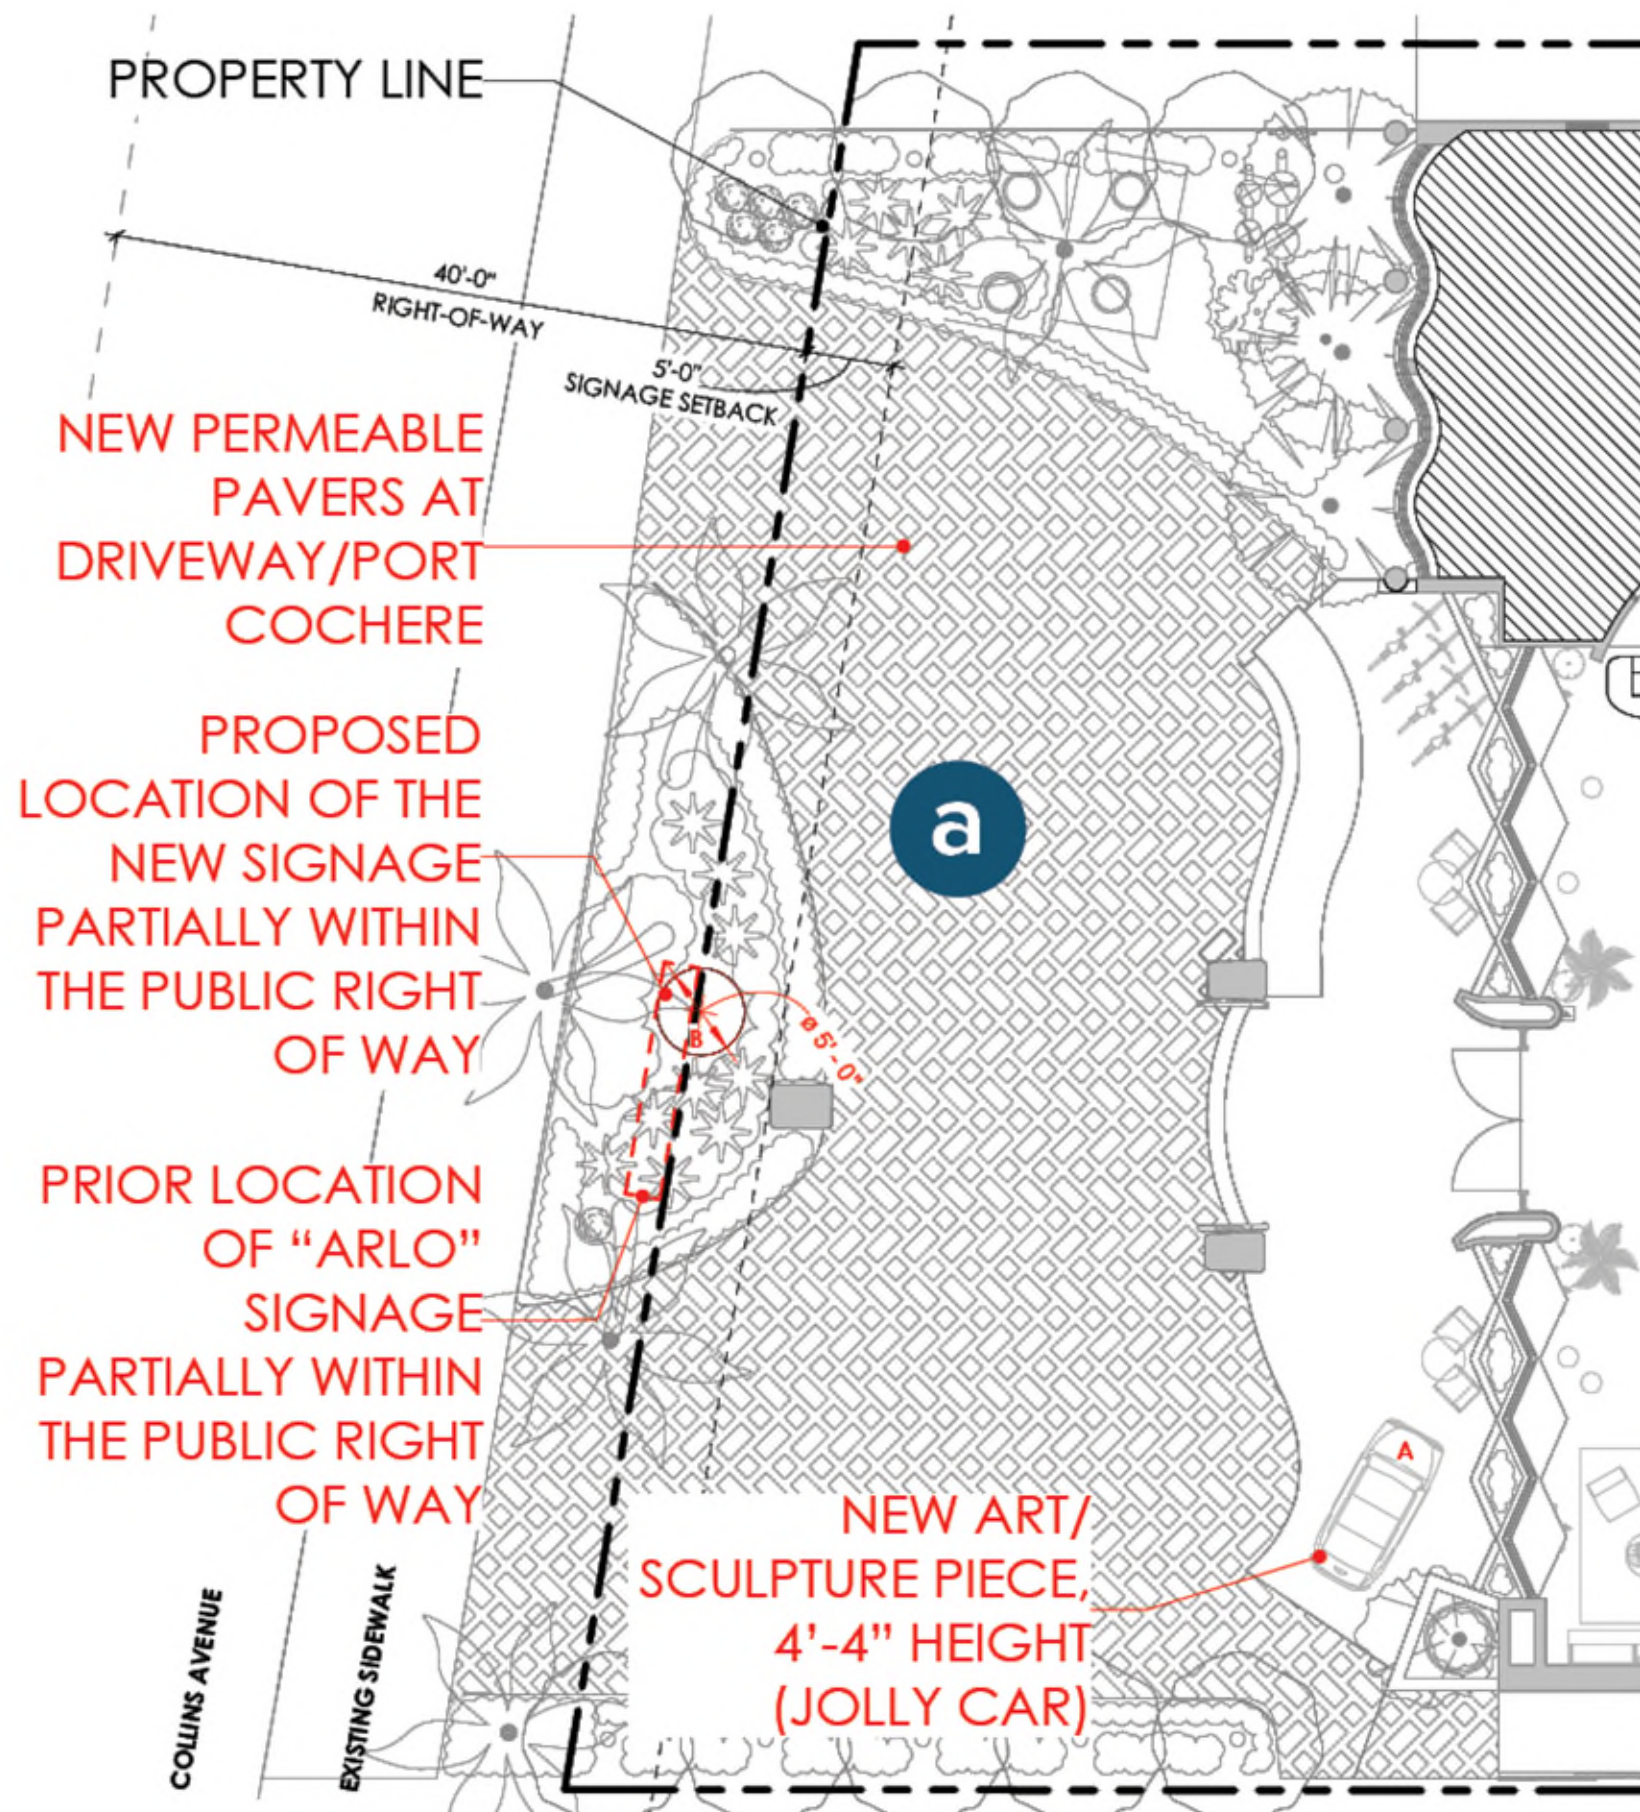 PROPERTY LINE
40'-0"
RIGHT-OF-WAY
5'-0"
SIGNAGE SETBACK
NEW PERMEABLE
PAVERS AT
DRIVEWAY/PORT
COCHERE
PROPOSED
LOCATION OF THE
NEW SIGNAGE
PARTIALLY WITHIN
THE PUBLIC RIGHT
OF WAY
a
B
ø 5'-0"
PRIOR LOCATION
OF “ARLO”
SIGNAGE
PARTIALLY WITHIN
THE PUBLIC RIGHT
OF WAY
A
NEW ART/
SCULPTURE PIECE,
4’-4” HEIGHT
(JOLLY CAR)
COLLINS AVENUE
EXISTING SIDEWALK